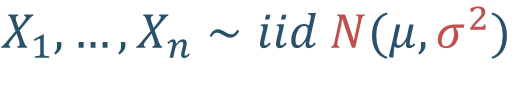 X₁, …, Xₙ ~ iid N(μ, σ²)